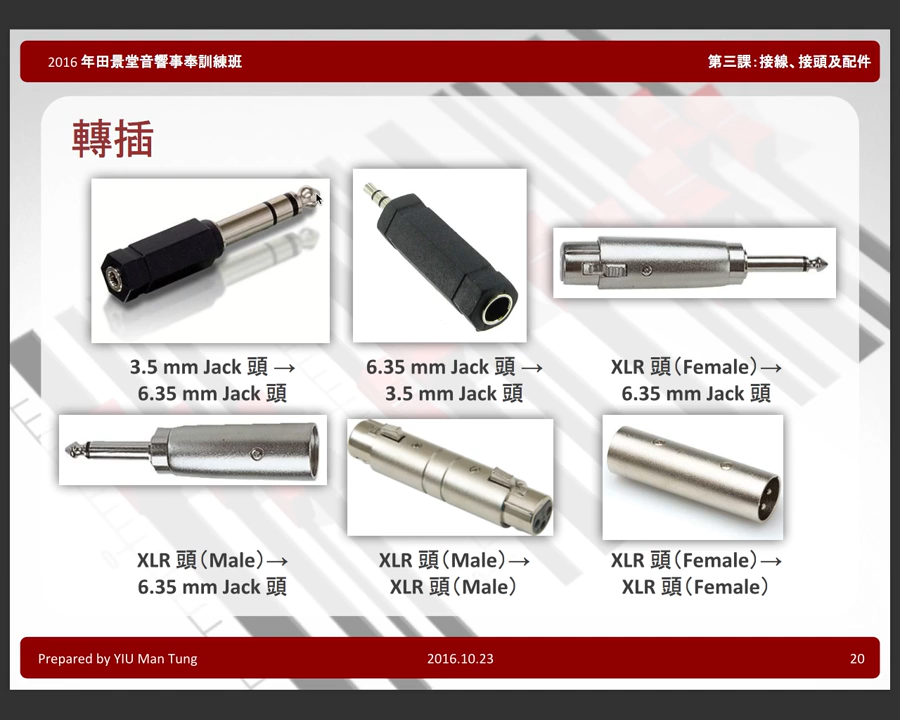 2016 年田景堂音響事奉訓練班
第三課：接線、接頭及配件
轉插
3.5 mm Jack 頭 →
6.35 mm Jack 頭
6.35 mm Jack 頭 →
3.5 mm Jack 頭
XLR 頭（Female）→
6.35 mm Jack 頭
XLR 頭（Male）→
6.35 mm Jack 頭
XLR 頭（Male）→
XLR 頭（Male）
XLR 頭（Female）→
XLR 頭（Female）
Prepared by YIU Man Tung
2016.10.23
20